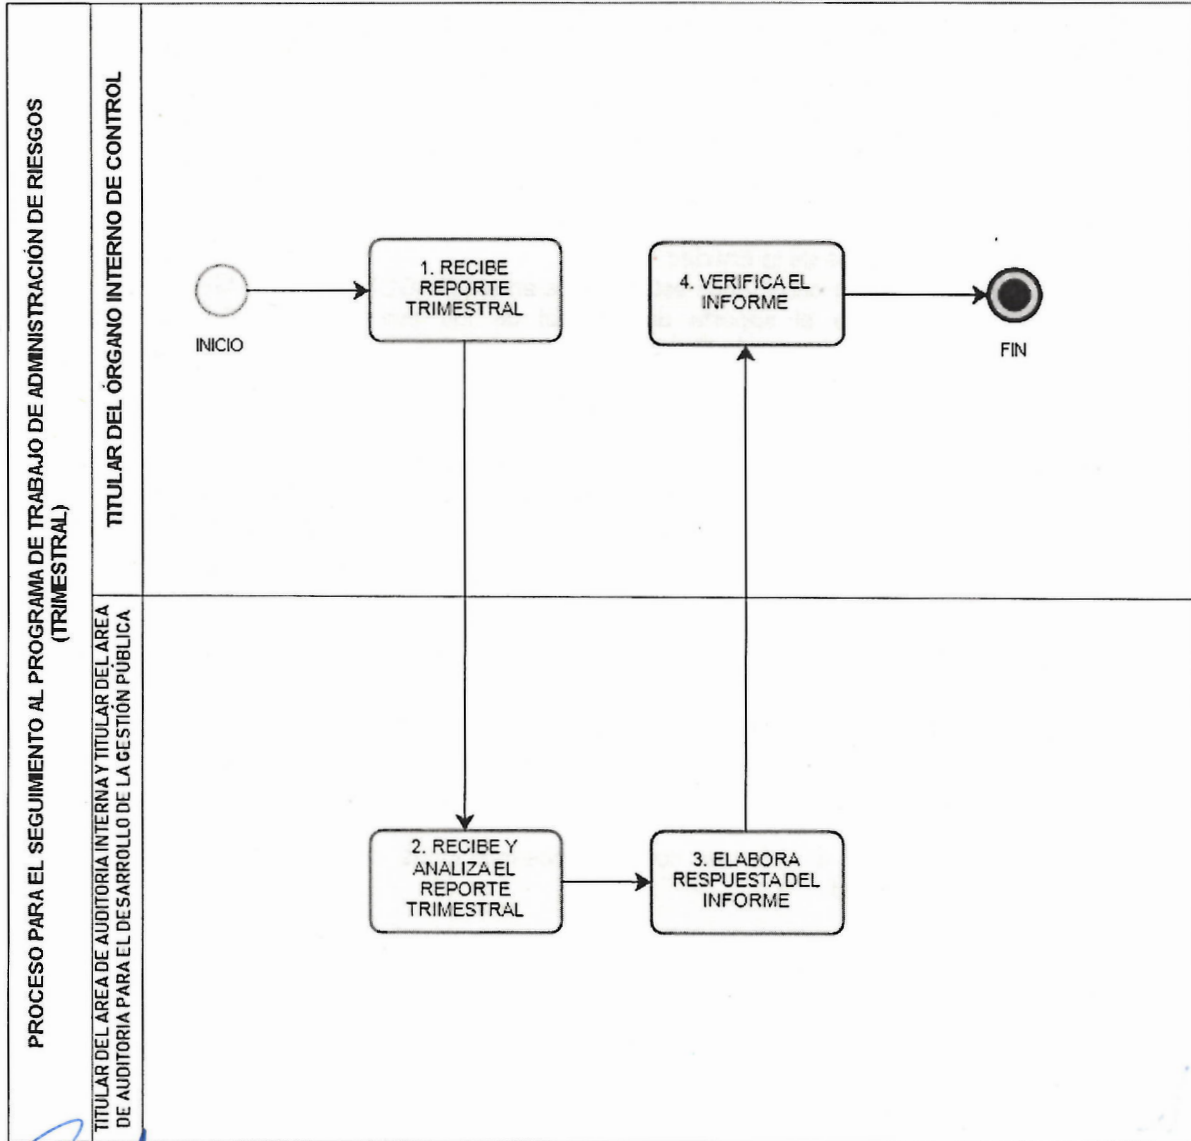 PROCESO PARA EL SEGUIMIENTO AL PROGRAMA DE TRABAJO DE ADMINISTRACIÓN DE RIESGOS
(TRIMESTRAL)
TITULAR DEL ÓRGANO INTERNO DE CONTROL
INICIO
1. RECIBE
REPORTE
TRIMESTRAL
4. VERIFICA EL
INFORME
FIN
TITULAR DEL AREA DE AUDITORIA INTERNA Y TITULAR DEL AREA
DE AUDITORIA PARA EL DESARROLLO DE LA GESTIÓN PÚBLICA
2. RECIBE Y
ANALIZA EL
REPORTE
TRIMESTRAL
3. ELABORA
RESPUESTA DEL
INFORME